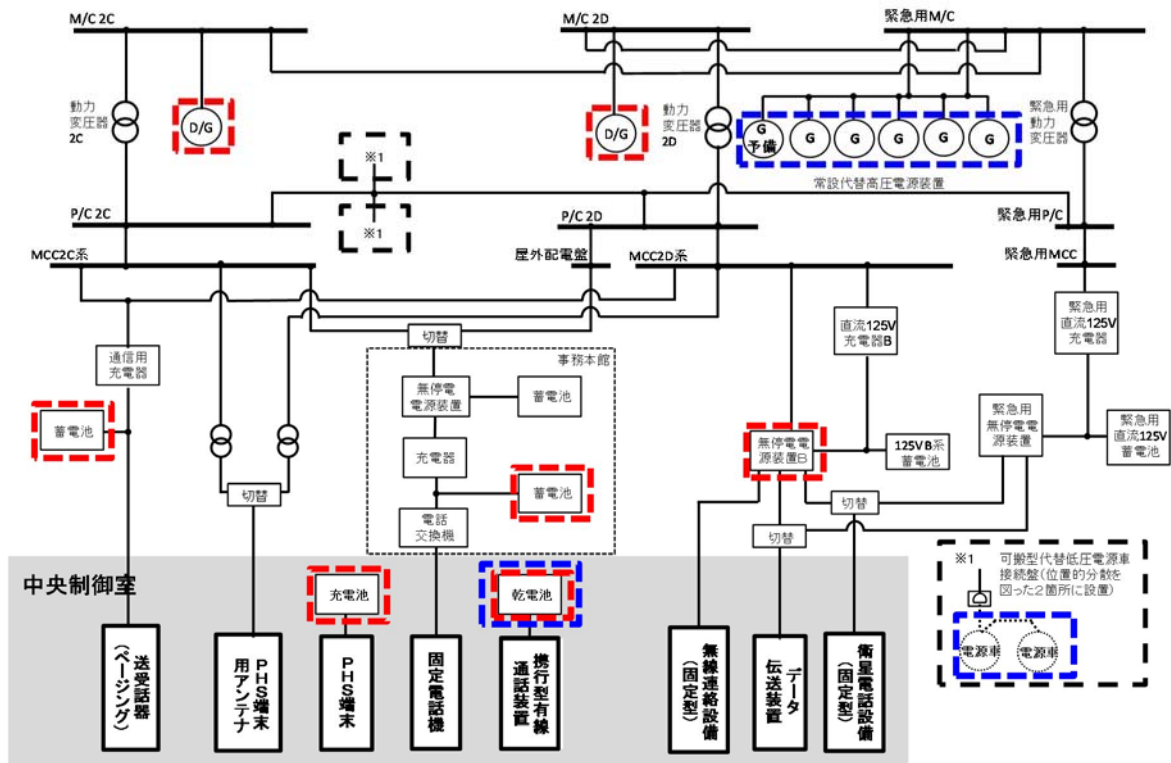 M/C 2C
M/C 2D
緊急用M/C
動力
変圧器
2C
D/G
※1
D/G
動力
変圧器
2D
G
予備
G
G
G
G
G
緊急用
動力
変圧器
常設代替高圧電源装置
P/C 2C
※1
P/C 2D
緊急用P/C
MCC2C系
屋外配電盤
MCC2D系
緊急用MCC
通信用
充電器
切替
事務本館
直流125V
充電器B
緊急用
直流125V
充電器
蓄電池
無停電
電源装置
蓄電池
充電器
無停電電
源装置B
125V B系
蓄電池
緊急用
無停電電
源装置
緊急用
直流125V
蓄電池
切替
蓄電池
電話
交換機
切替
切替
中央制御室
充電池
乾電池
※1
可搬型代替低圧電源車
接続盤(位置的分散を
図った2箇所に設置)
電源車
電源車
送受話器
(ページング)
PHS端末
用アンテナ
PHS端末
固定電話機
携行型有線
通話装置
無線連絡設備
(固定型)
データ
伝送装置
衛星電話設備
(固定型)